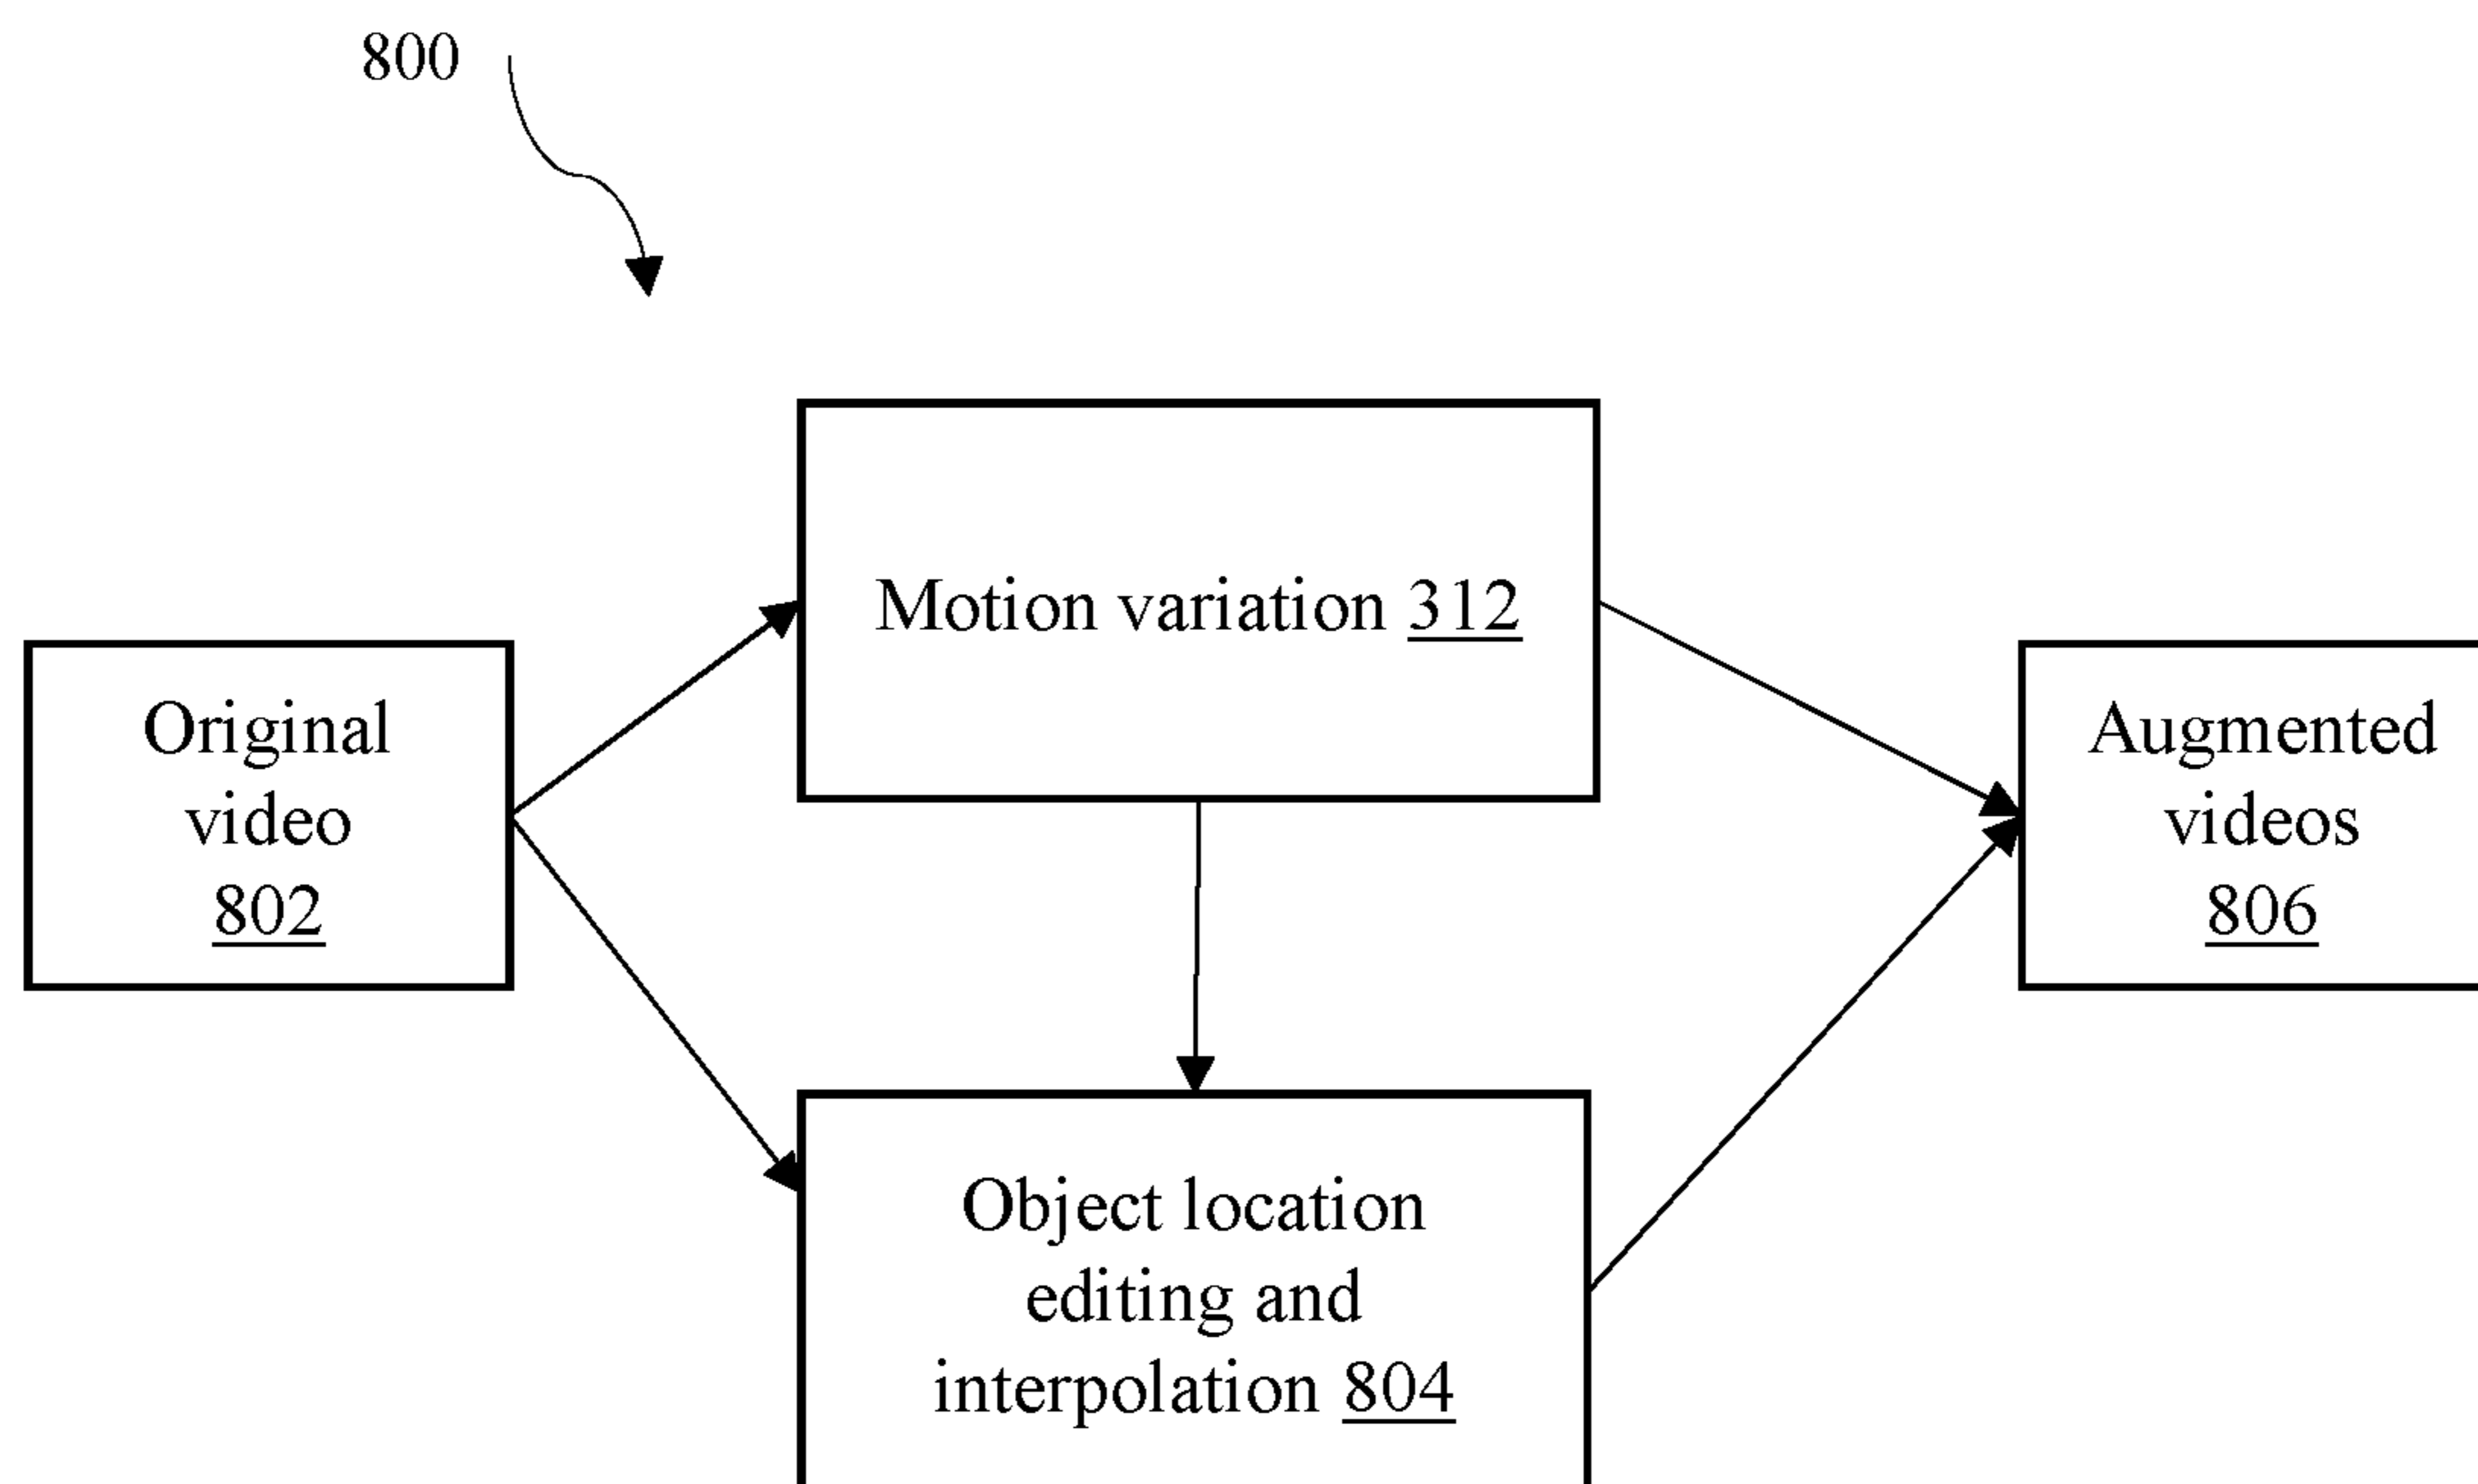 800
Motion variation 312
Original
video
802
Augmented
videos
806
Object location
editing and
interpolation 804